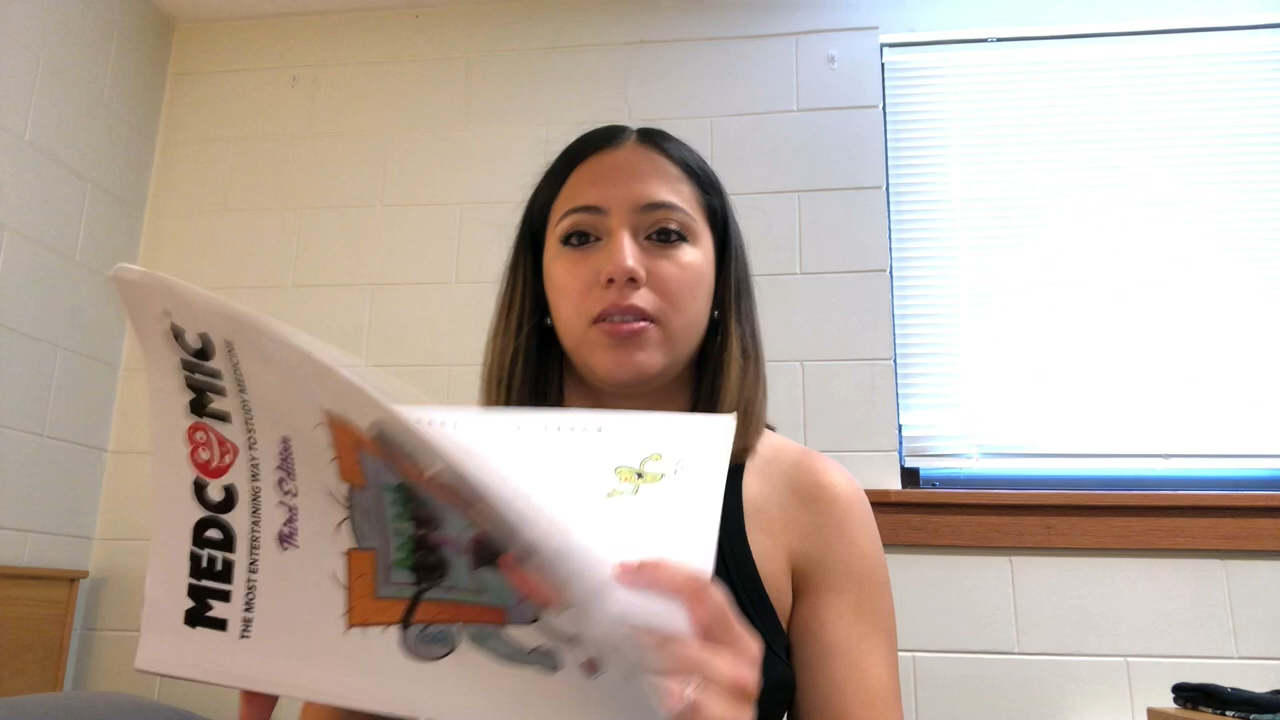 MEDCOMIC
THE MOST ENTERTAINING WAY TO STUDY MEDICINE
Third Edition